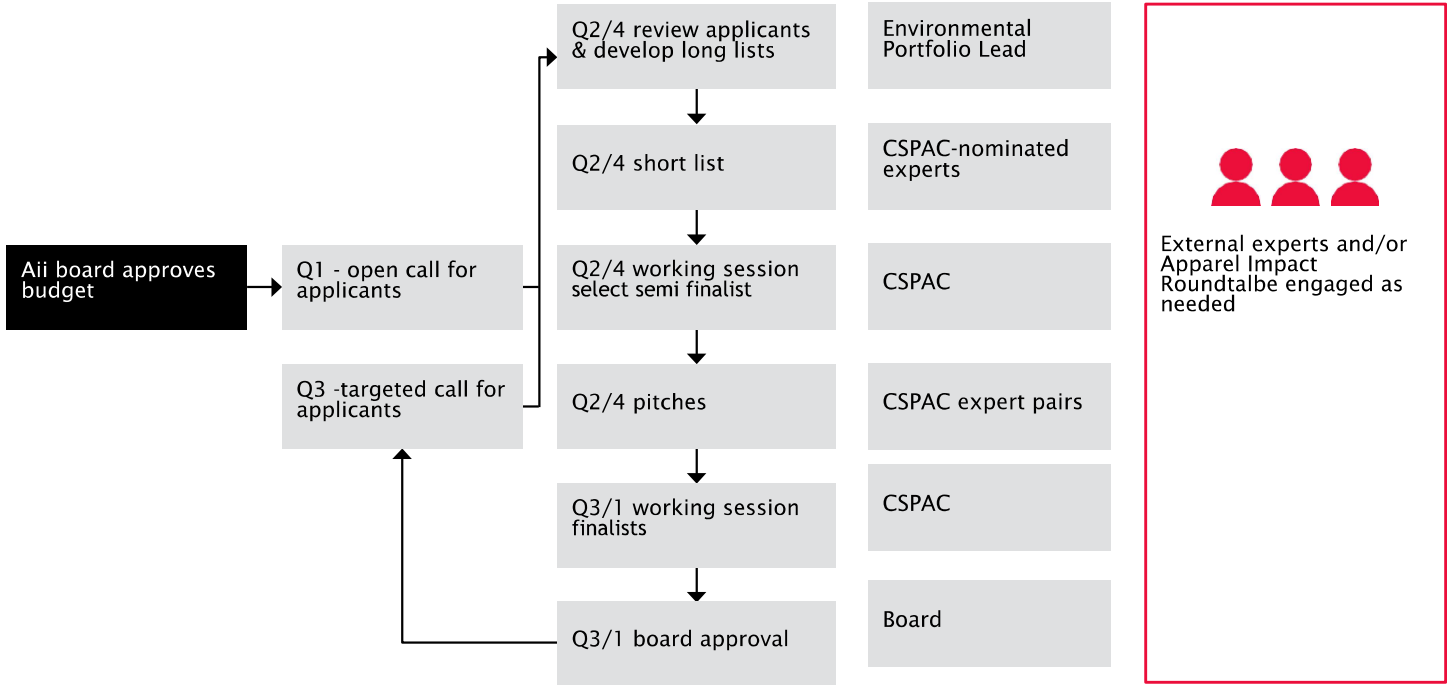 Aii board approves
budget
Q1 - open call for
applicants
Q3 -targeted call for
applicants
Q2/4 review applicants
& develop long lists
Q2/4 short list
Q2/4 working session
select semi finalist
Q2/4 pitches
Q3/1 working session
finalists
Q3/1 board approval
Environmental
Portfolio Lead
CSPAC-nominated
experts
CSPAC
CSPAC expert pairs
CSPAC
Board
External experts and/or
Apparel Impact
Roundtalbe engaged as
needed